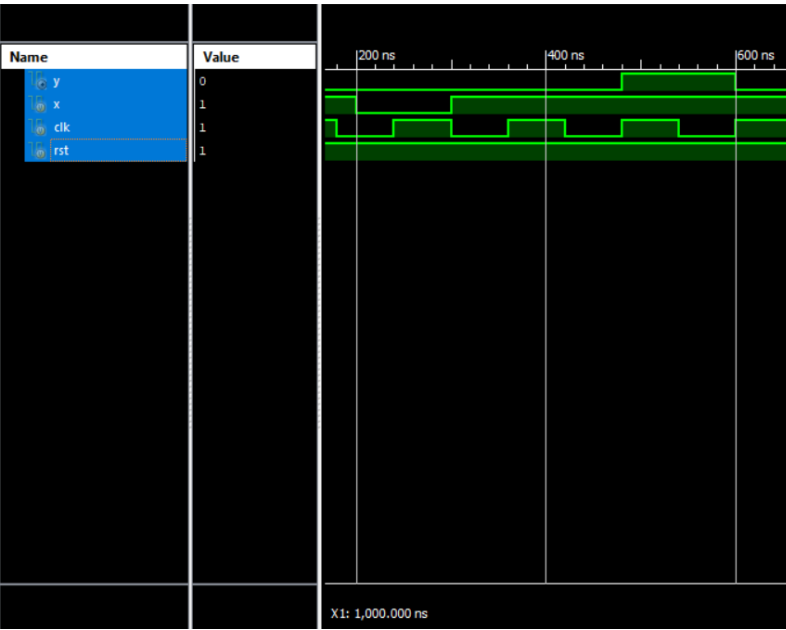 Name Value
200 ns 400 ns 600 ns
y 0
x 1
clk 1
rst 1
X1: 1,000.000 ns